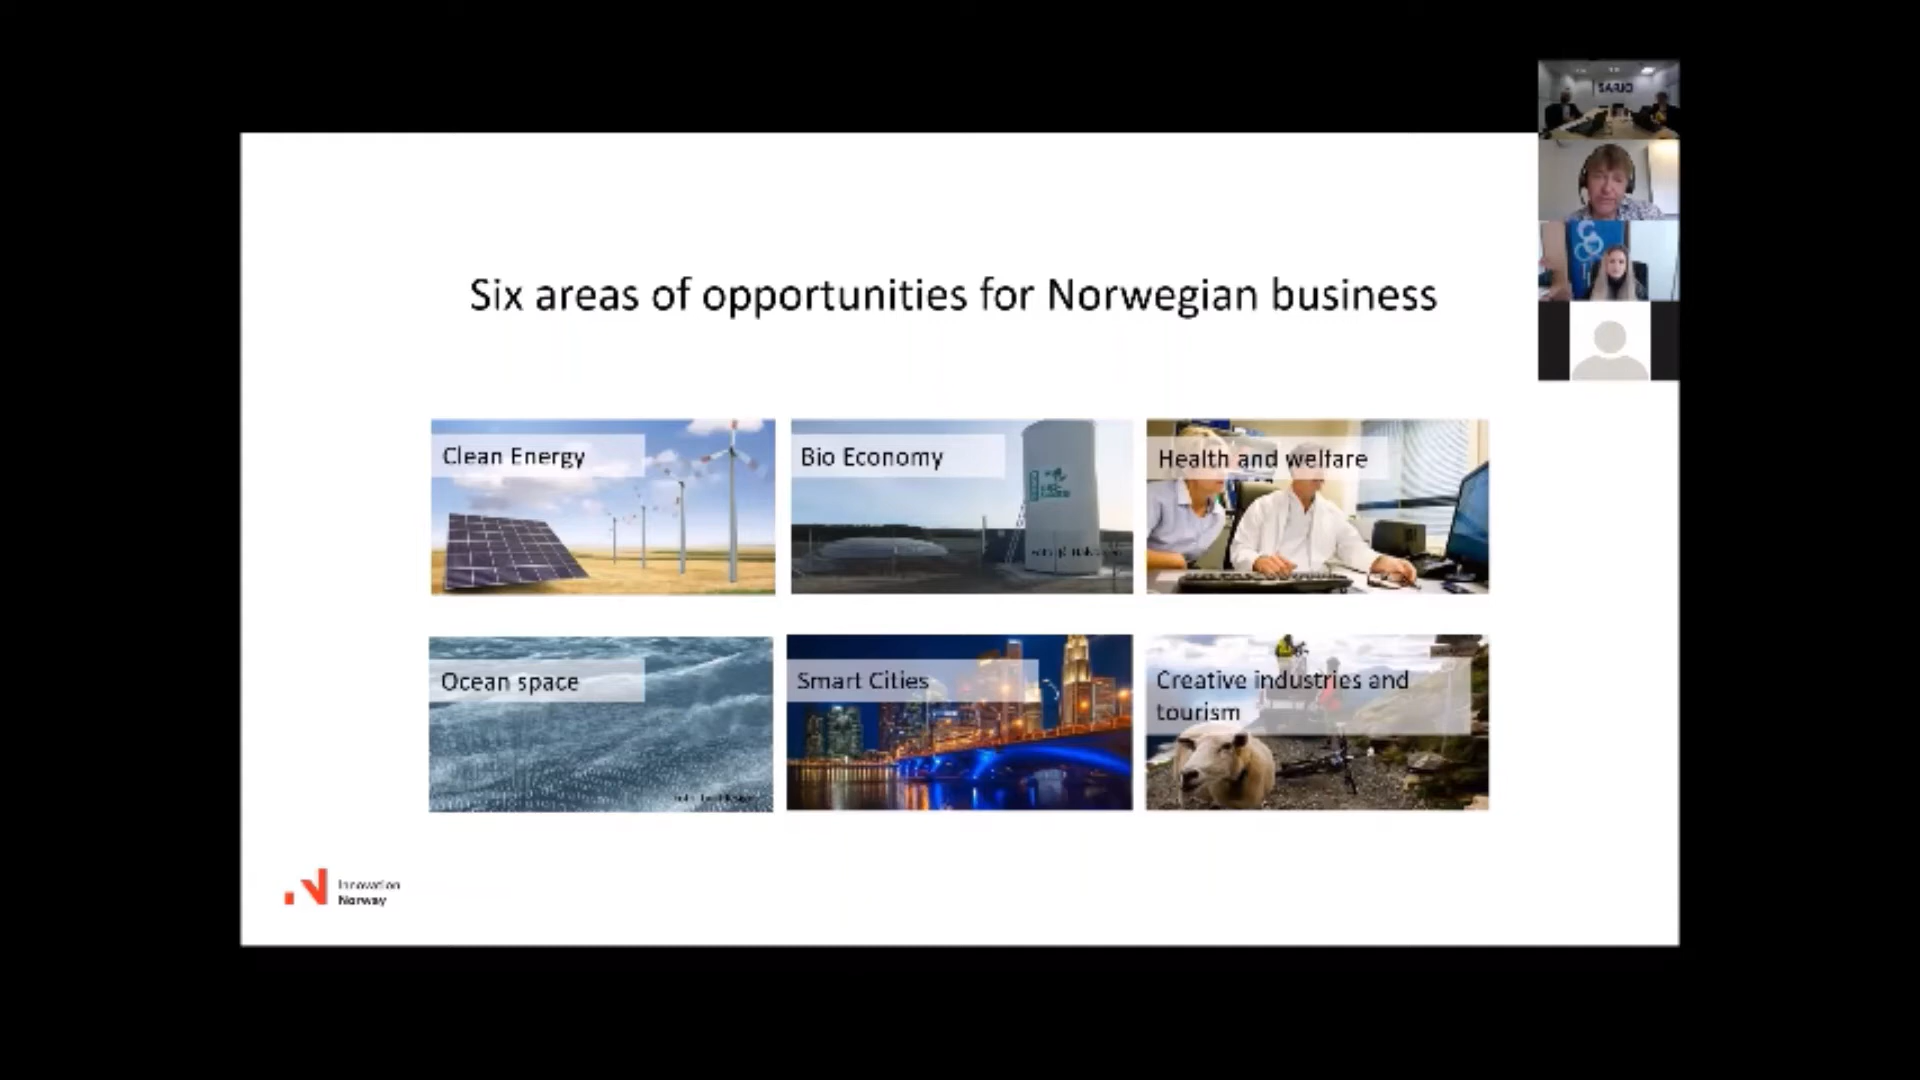 SARIO
Six areas of opportunities for Norwegian business
Clean Energy
Bio Economy
Health and welfare
Ocean space
Smart Cities
Creative industries and
tourism
Innovation
Norway